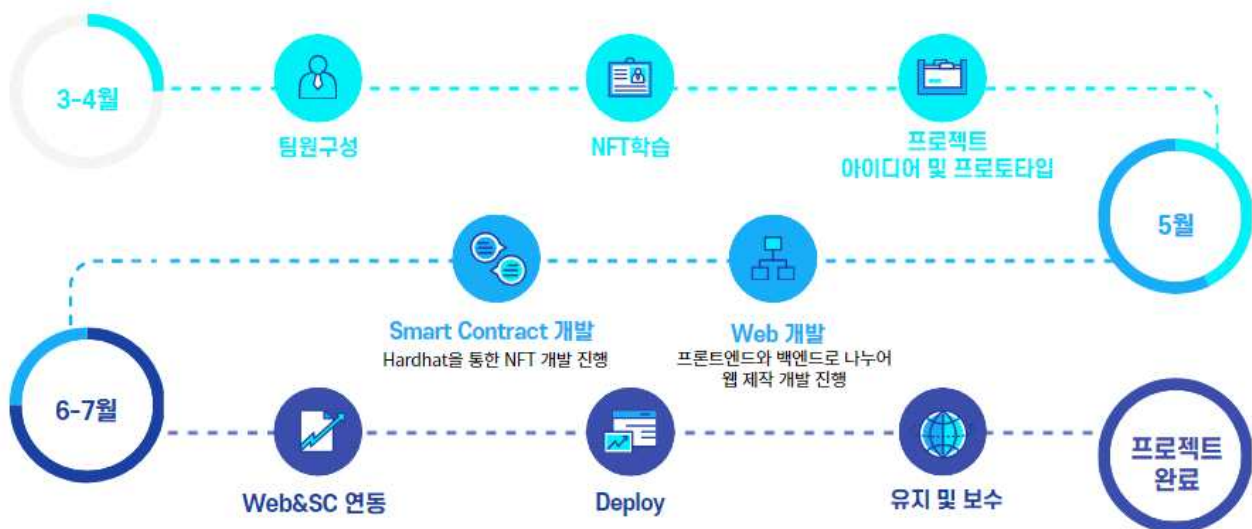 3-4월
팀원구성
NFT학습
프로젝트
아이디어 및 프로토타입
5월
Web 개발
프론트엔드와 백엔드로 나누어
웹 제작 개발 진행
Smart Contract 개발
Hardhat을 통한 NFT 개발 진행
6-7월
Web&SC 연동
Deploy
유지 및 보수
프로젝트
완료